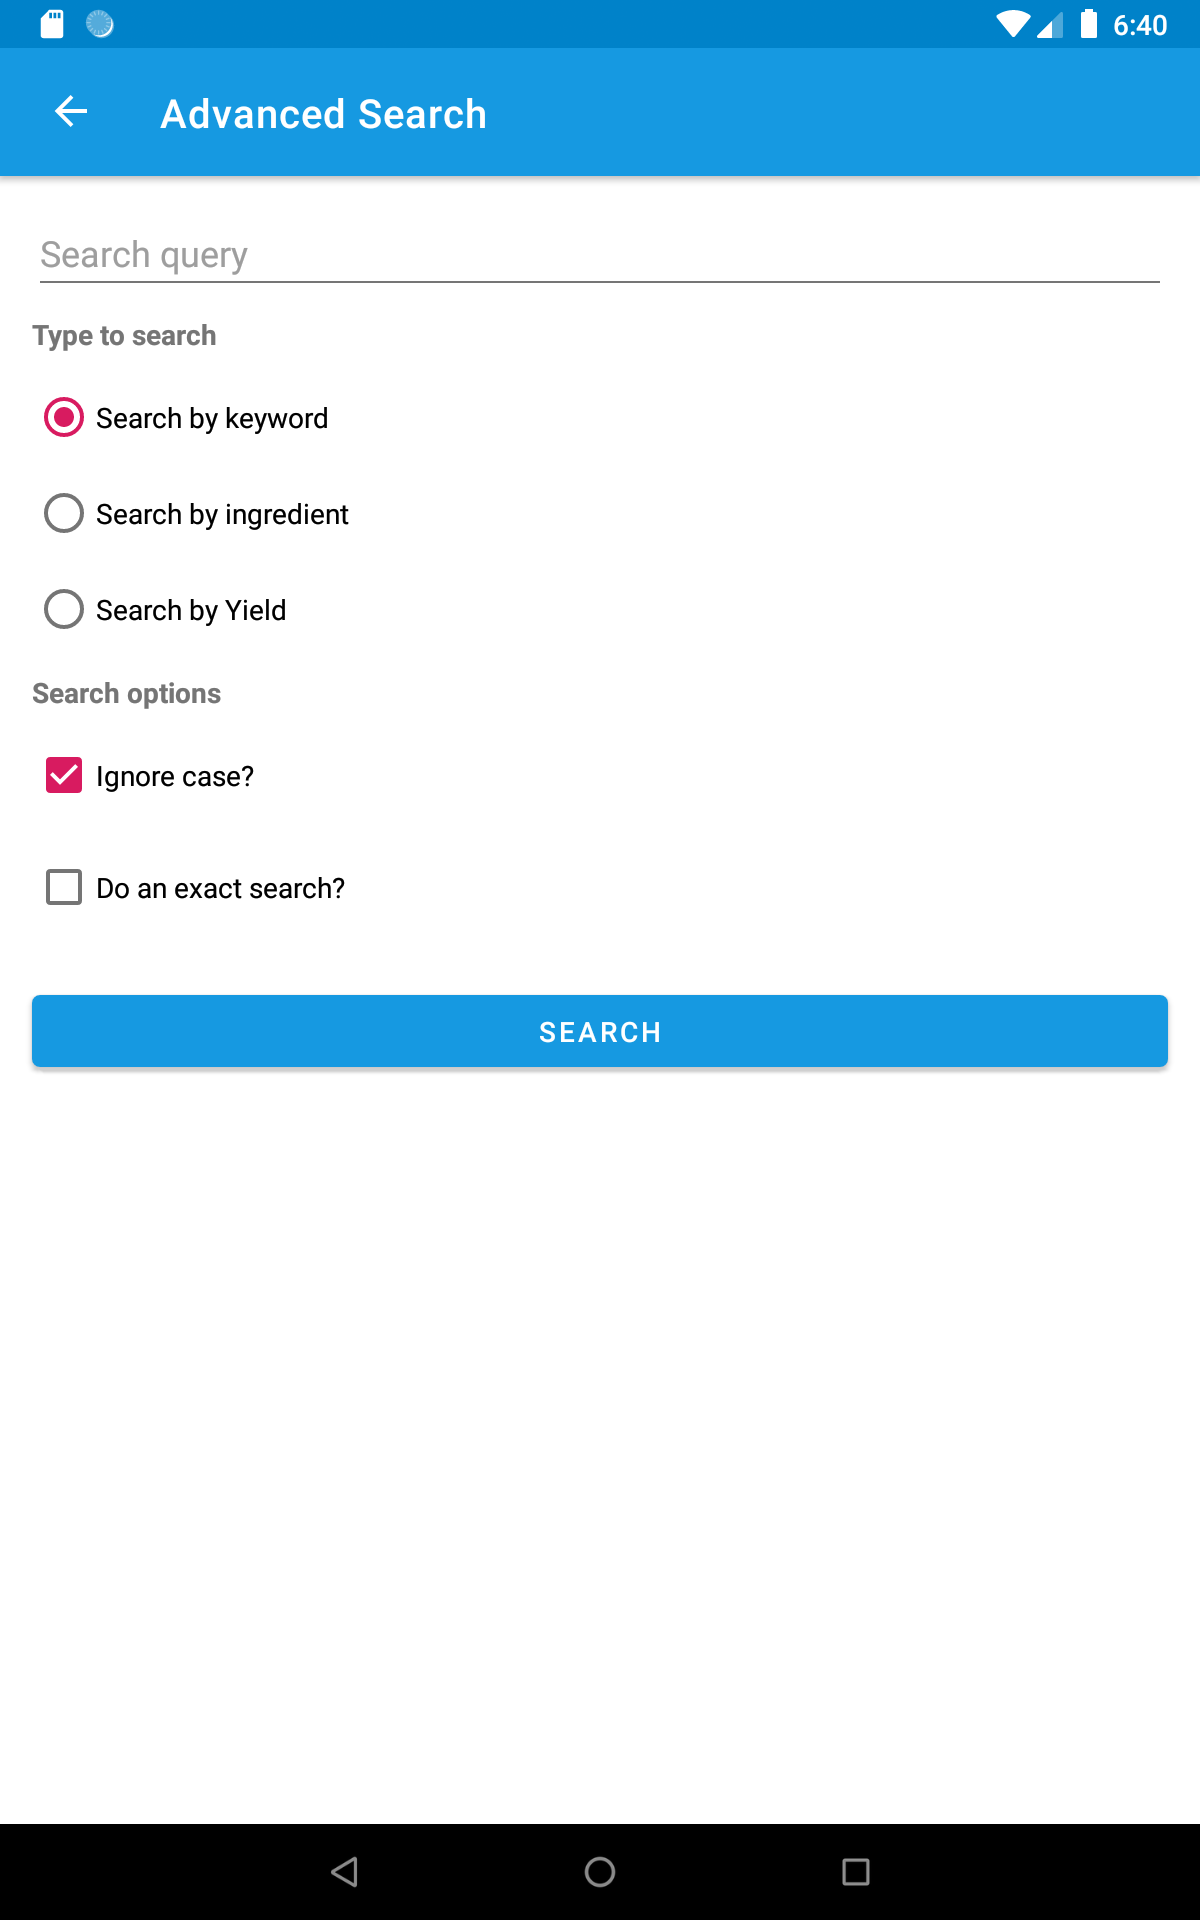 6:40
Advanced Search
Search query
Type to search
Search by keyword
Search by ingredient
Search by Yield
Search options
Ignore case?
Do an exact search?
SEARCH